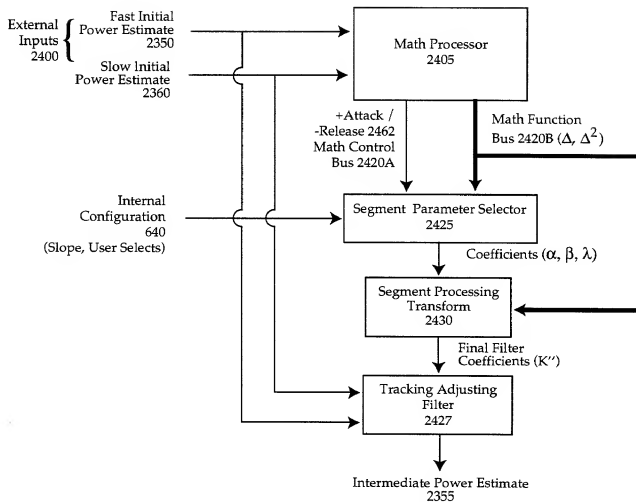 External
Inputs
2400
Fast Initial
Power Estimate
2350
Slow Initial
Power Estimate
2360
Math Processor
2405
+Attack /
-Release 2462
Math Control
Bus 2420A
Math Function
Bus 2420B (Δ, Δ²)
Internal
Configuration
640
(Slope, User Selects)
Segment Parameter Selector
2425
Coefficients (α, β, λ)
Segment Processing
Transform
2430
Final Filter
Coefficients (K'')
Tracking Adjusting
Filter
2427
Intermediate Power Estimate
2355